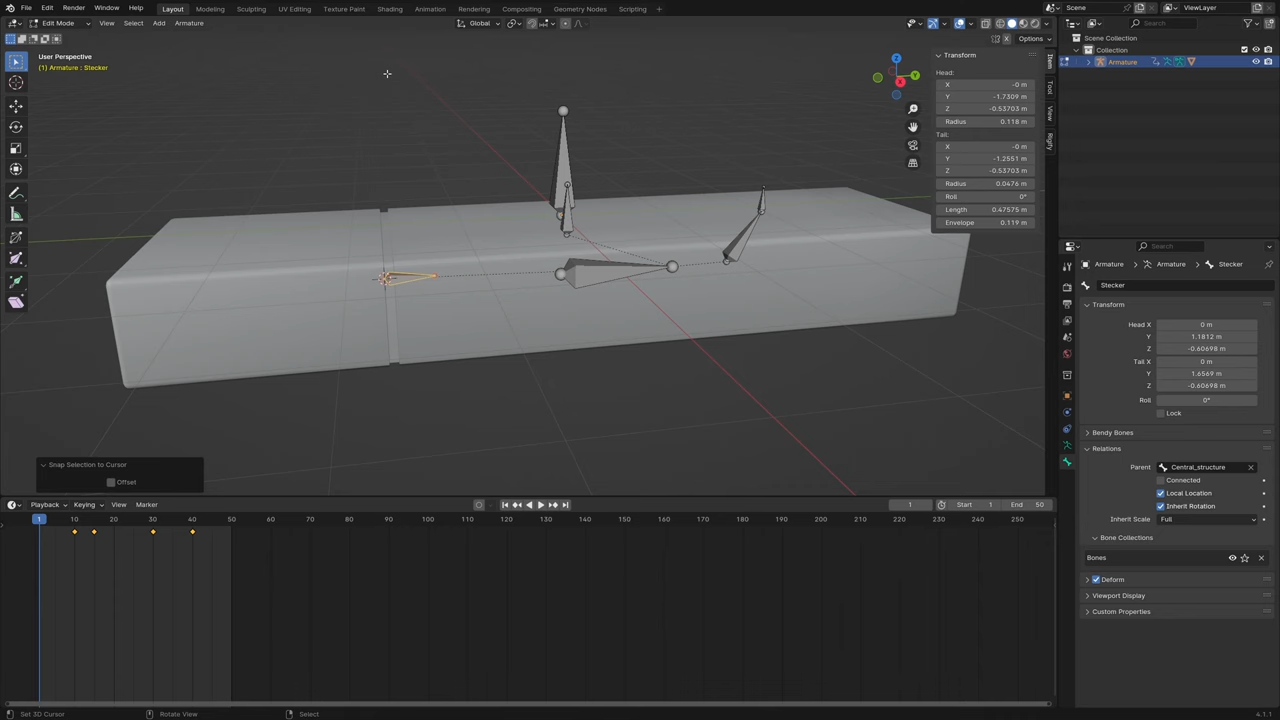 File Edit Render Window Help Layout Modeling Sculpting UV Editing Texture Paint Shading Animation Rendering Compositing Geometry Nodes Scripting + Scene ViewLayer
Edit Mode View Select Add Armature Global Search
Options
User Perspective
(1) Armature : Stecker
Scene Collection
Collection
Armature
Z
Y
X
Item
Tool
View
Rigify
Transform
Head:
X -0 m
Y -1.7309 m
Z -0.53703 m
Radius 0.118 m
Tail:
X -0 m
Y -1.2551 m
Z -0.53703 m
Radius 0.0476 m
Roll 0°
Length 0.47575 m
Envelope 0.119 m
Search
Armature Armature Stecker
Stecker
Transform
Head X 0 m
Y 1.1812 m
Z -0.60698 m
Tail X 0 m
Y 1.6569 m
Z -0.60698 m
Roll 0°
Lock
Bendy Bones
Relations
Parent Central_structure
Connected
Local Location
Inherit Rotation
Inherit Scale Full
Bone Collections
Bones
Deform
Viewport Display
Custom Properties
Snap Selection to Cursor
Offset
Playback Keying View Marker 1 Start 1 End 50
1 10 20 30 40 50 60 70 80 90 100 110 120 130 140 150 160 170 180 190 200 210 220 230 240 250
Set 3D Cursor Rotate View Select 4.1.1